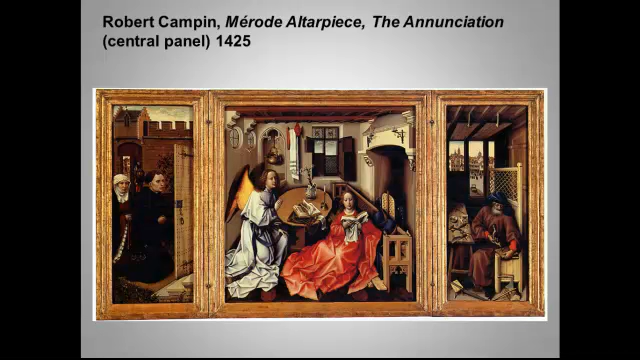 Robert Campin, Mérode Altarpiece, The Annunciation
(central panel) 1425